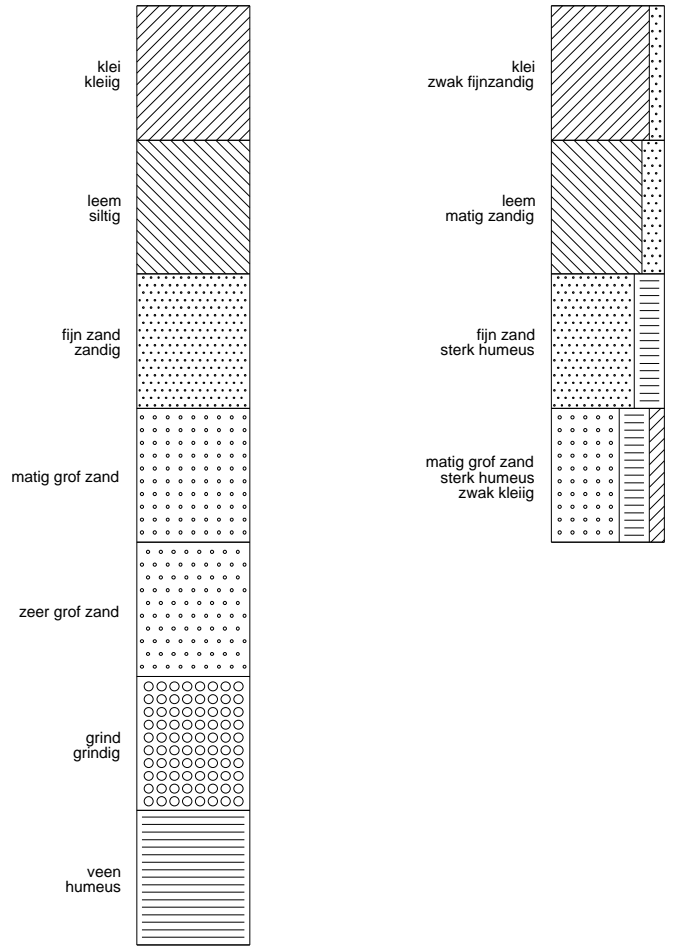 klei
kleiig
leem
siltig
fijn zand
zandig
matig grof zand
zeer grof zand
grind
grindig
veen
humeus
klei
zwak fijnzandig
leem
matig zandig
fijn zand
sterk humeus
matig grof zand
sterk humeus
zwak kleiig